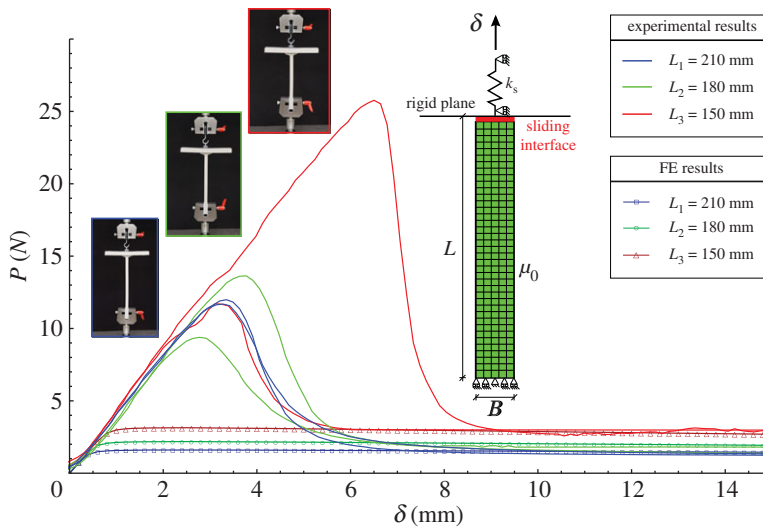 δ
k_s
rigid plane
sliding
interface
L
μ_0
B
experimental results
L_1 = 210 mm
L_2 = 180 mm
L_3 = 150 mm
FE results
L_1 = 210 mm
L_2 = 180 mm
L_3 = 150 mm
P (N)
25
20
15
10
5
0
0 2 4 6 8 10 12 14
δ (mm)